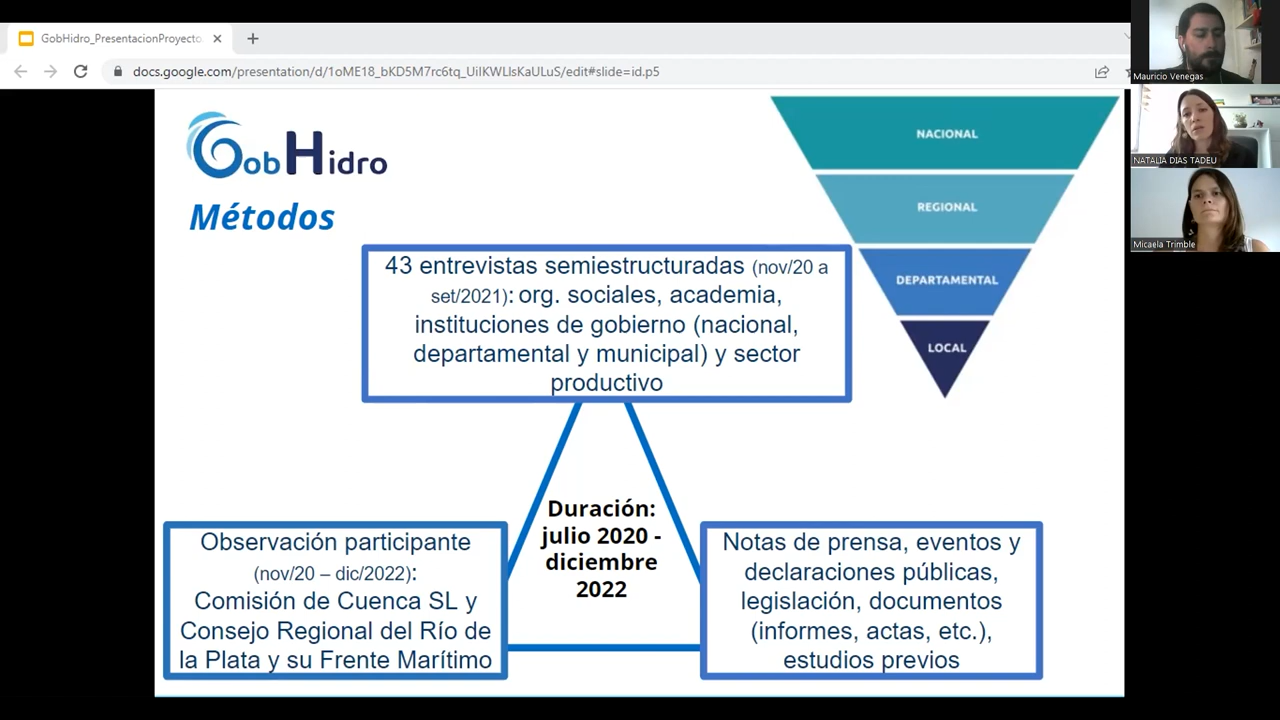 GobHidro_PresentacionProyecto
docs.google.com/presentation/d/1oME18_bKD5M7rc6tq_UiIKWLlsKaULuS/edit#slide=id.p5
GobHidro
Métodos
NACIONAL
REGIONAL
DEPARTAMENTAL
LOCAL
43 entrevistas semiestructuradas (nov/20 a
set/2021): org. sociales, academia,
instituciones de gobierno (nacional,
departamental y municipal) y sector
productivo
Duración:
julio 2020 -
diciembre
2022
Observación participante
(nov/20 – dic/2022):
Comisión de Cuenca SL y
Consejo Regional del Río de
la Plata y su Frente Marítimo
Notas de prensa, eventos y
declaraciones públicas,
legislación, documentos
(informes, actas, etc.),
estudios previos
Mauricio Venegas
NATALIA DIAS TADEU
Micaela Trimble